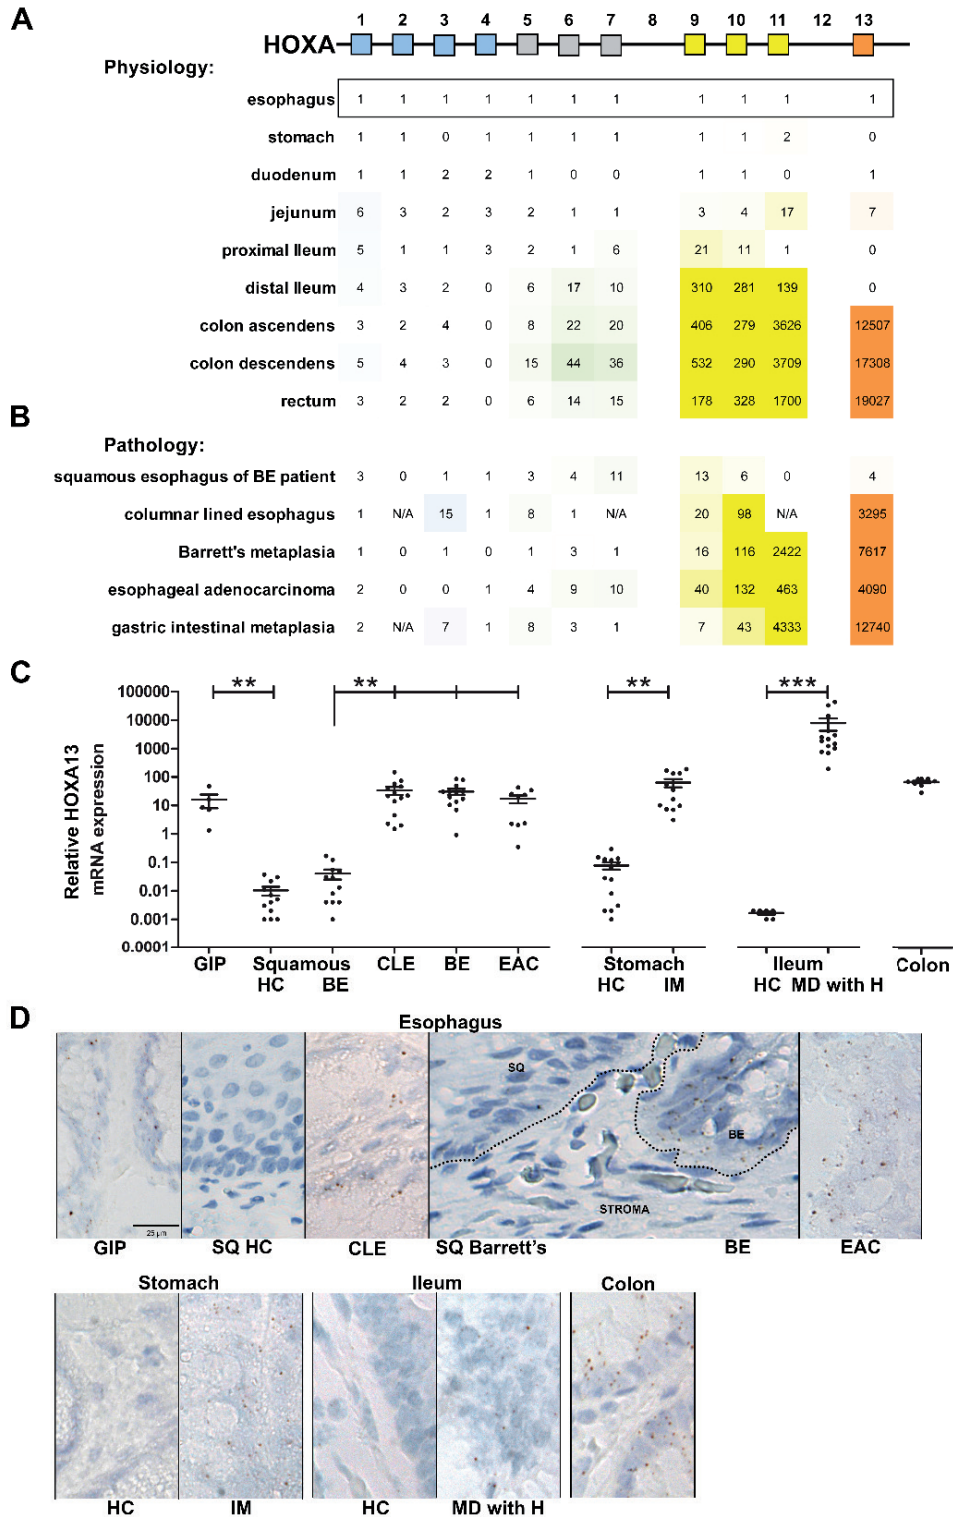 A
1 2 3 4 5 6 7 8 9 10 11 12 13
HOXA
Physiology:
esophagus 1 1 1 1 1 1 1 1 1 1 1
stomach 1 1 0 1 1 1 1 1 1 2 0
duodenum 1 1 2 2 1 0 0 1 1 0 1
jejunum 6 3 2 3 2 1 1 3 4 17 7
proximal Ileum 5 1 1 3 2 1 6 21 11 1 0
distal Ileum 4 3 2 0 6 17 10 310 281 139 0
colon ascendens 3 2 4 0 8 22 20 406 279 3626 12507
colon descendens 5 4 3 0 15 44 36 532 290 3709 17308
rectum 3 2 2 0 6 14 15 178 328 1700 19027
B
Pathology:
squamous esophagus of BE patient 3 0 1 1 3 4 11 13 6 0 4
columnar lined esophagus 1 N/A 15 1 8 1 N/A 20 98 N/A 3295
Barrett's metaplasia 1 0 1 0 1 3 1 16 116 2422 7617
esophageal adenocarcinoma 2 0 0 1 4 9 10 40 132 463 4090
gastric intestinal metaplasia 2 N/A 7 1 8 3 1 7 43 4333 12740
C
Relative HOXA13
mRNA expression
100000
10000
1000
100
10
1
0.1
0.01
0.001
0.0001
** ** ** ***
GIP Squamous CLE BE EAC Stomach Ileum Colon
HC BE HC IM HC MD with H
D
Esophagus
SQ
BE
STROMA
25 µm
GIP SQ HC CLE SQ Barrett's BE EAC
Stomach Ileum Colon
HC IM HC MD with H